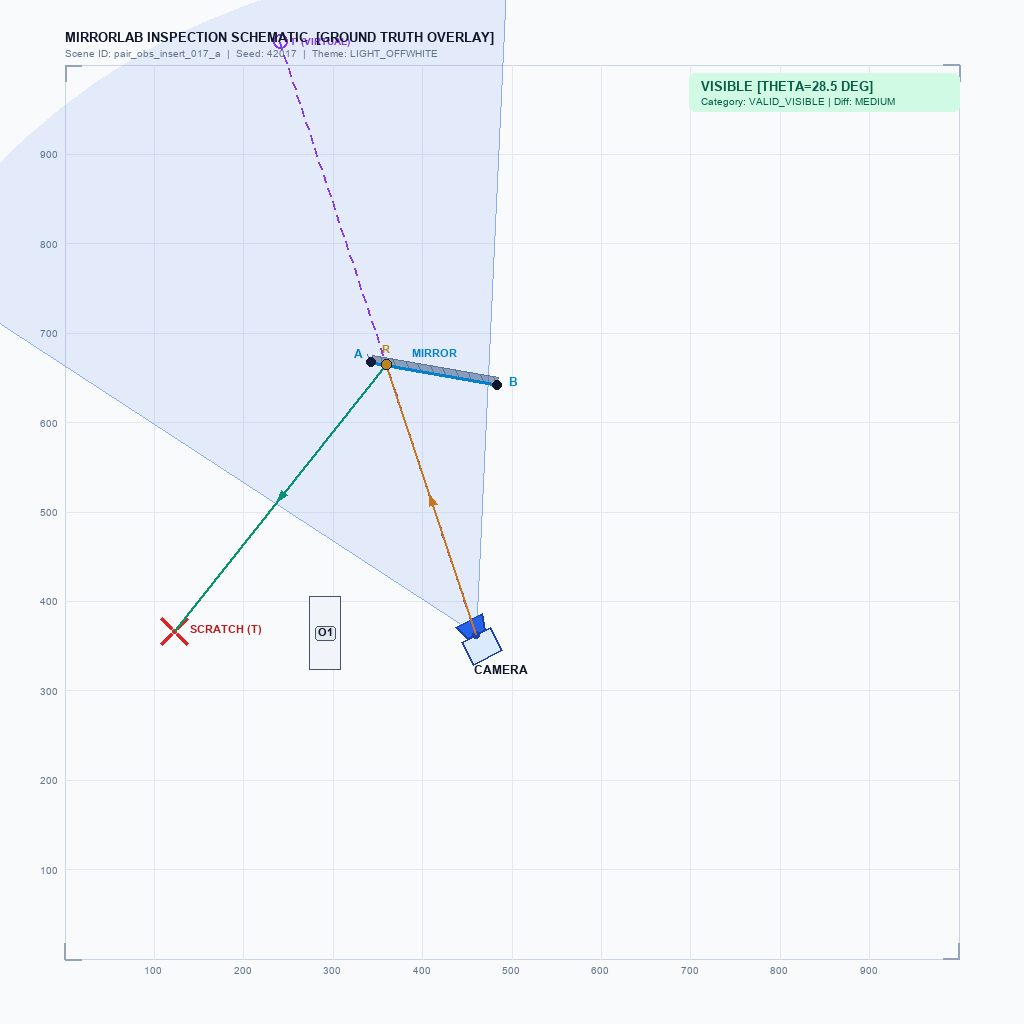 MIRRORLAB INSPECTION SCHEMATIC [GROUND TRUTH OVERLAY]
(VIRTUAL)
Scene ID: pair_obs_insert_017_a | Seed: 42017 | Theme: LIGHT_OFFWHITE
VISIBLE [THETA=28.5 DEG]
Category: VALID_VISIBLE | Diff: MEDIUM
900
800
700
R
A
MIRROR
B
600
500
400
SCRATCH (T)
O1
CAMERA
300
200
100
100 200 300 400 500 600 700 800 900